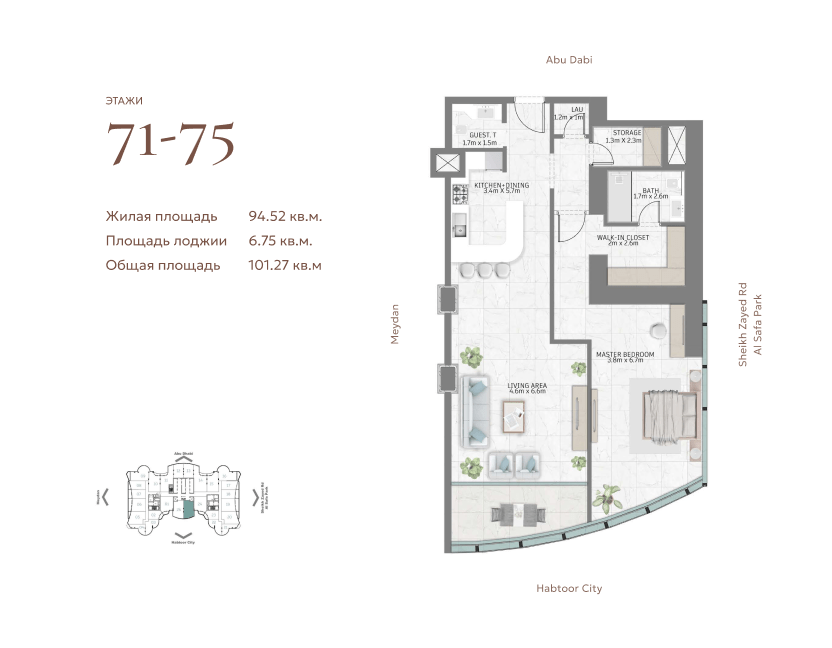 Abu Dabi
ЭТАЖИ
71-75
Жилая площадь 94.52 кв.м.
Площадь лоджии 6.75 кв.м.
Общая площадь 101.27 кв.м
LAU
1.2m x 1m
GUEST. T
1.7m x 1.5m
STORAGE
1.3m X 2.3m
KITCHEN+DINING
3.4m X 5.7m
BATH
1.7m x 2.6m
WALK-IN CLOSET
2m x 2.6m
Meydan
Sheikh Zayed Rd
Al Safa Park
MASTER BEDROOM
3.8m x 6.7m
LIVING AREA
4.6m x 6.6m
Abu Dhabi
Meydan
Sheikh Zayed Rd
Al Safa Park
Habtoor City
Habtoor City